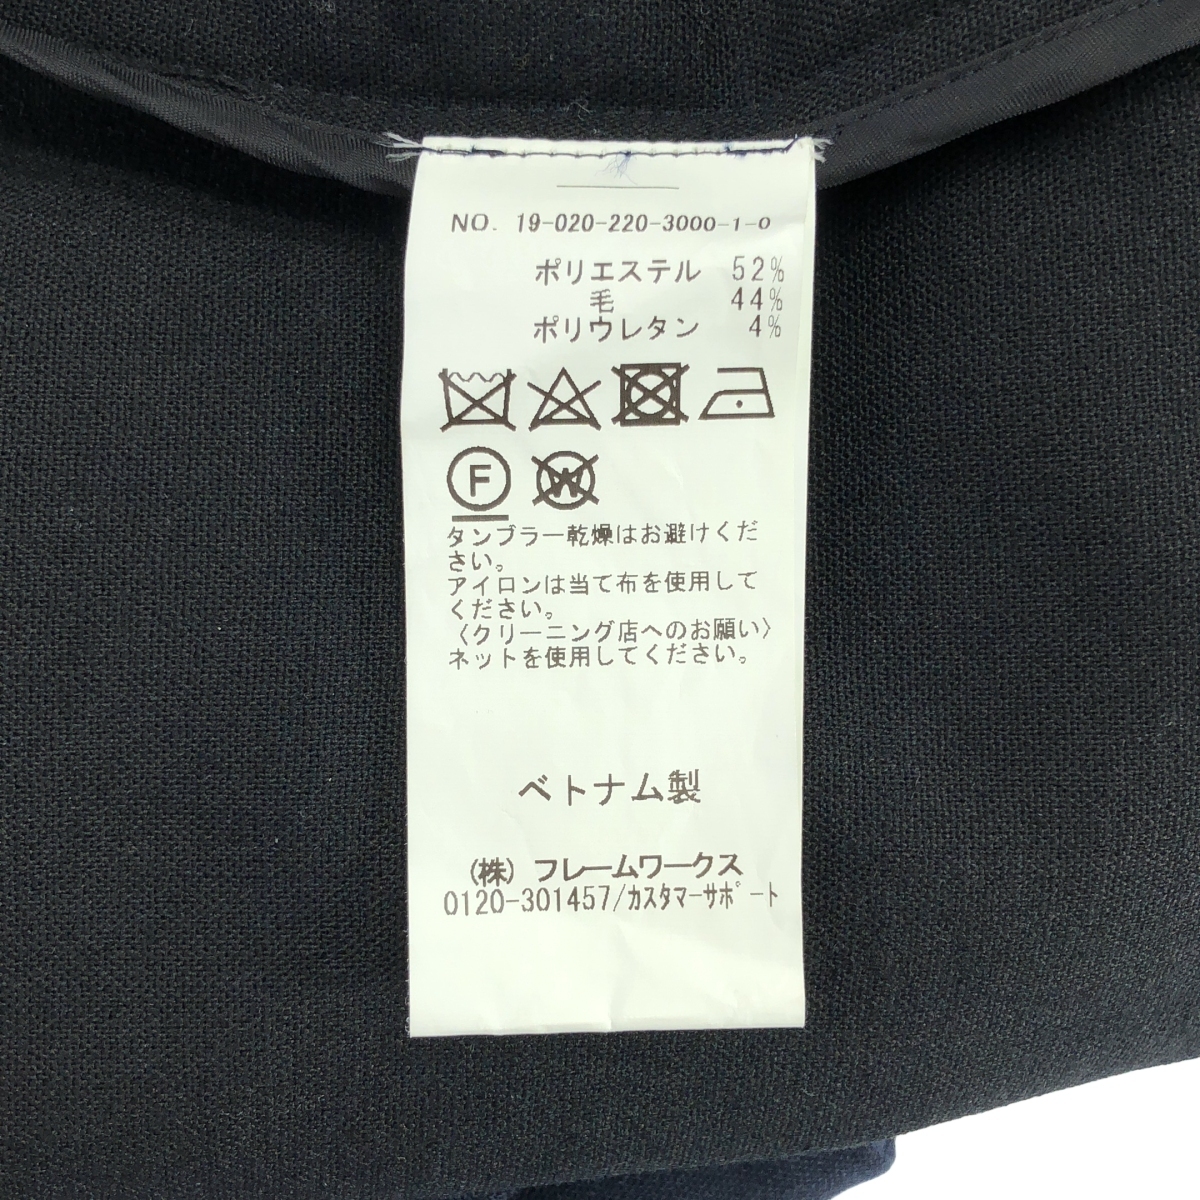 NO. 19-020-220-3000-1-0
ポリエステル 52%
毛 44%
ポリウレタン 4%
F W
タンブラー乾燥はお避けくだ
さい。
アイロンは当て布を使用して
ください。
〈クリーニング店へのお願い〉
ネットを使用してください。
ベトナム製
(株) フレームワークス
0120-301457/カスタマーサポート